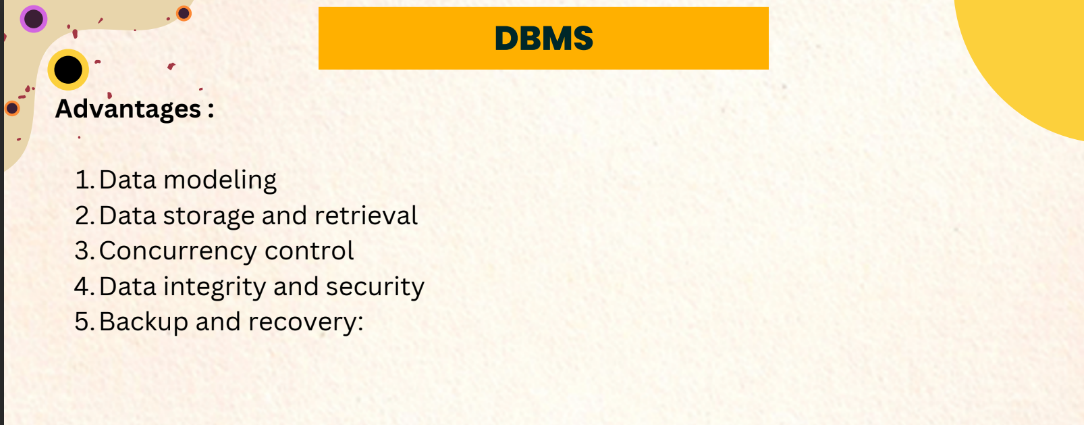 DBMS
Advantages :
1. Data modeling
2. Data storage and retrieval
3. Concurrency control
4. Data integrity and security
5. Backup and recovery: